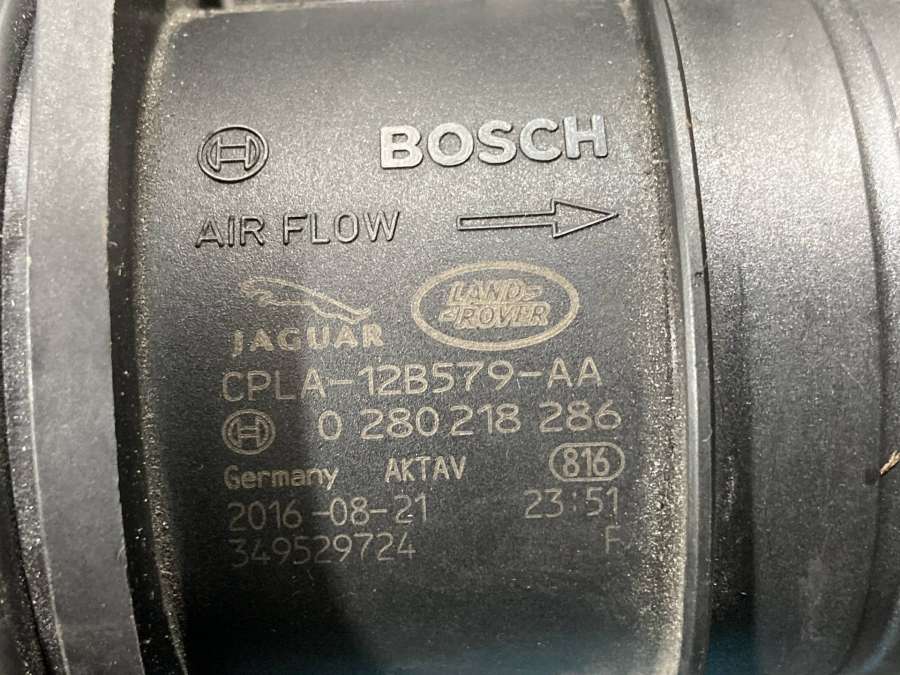 BOSCH
AIR FLOW
JAGUAR
LAND ROVER
CPLA-12B579-AA
0 280 218 286
Germany AKTAV 816
2016-08-21 23:51
349529724 F